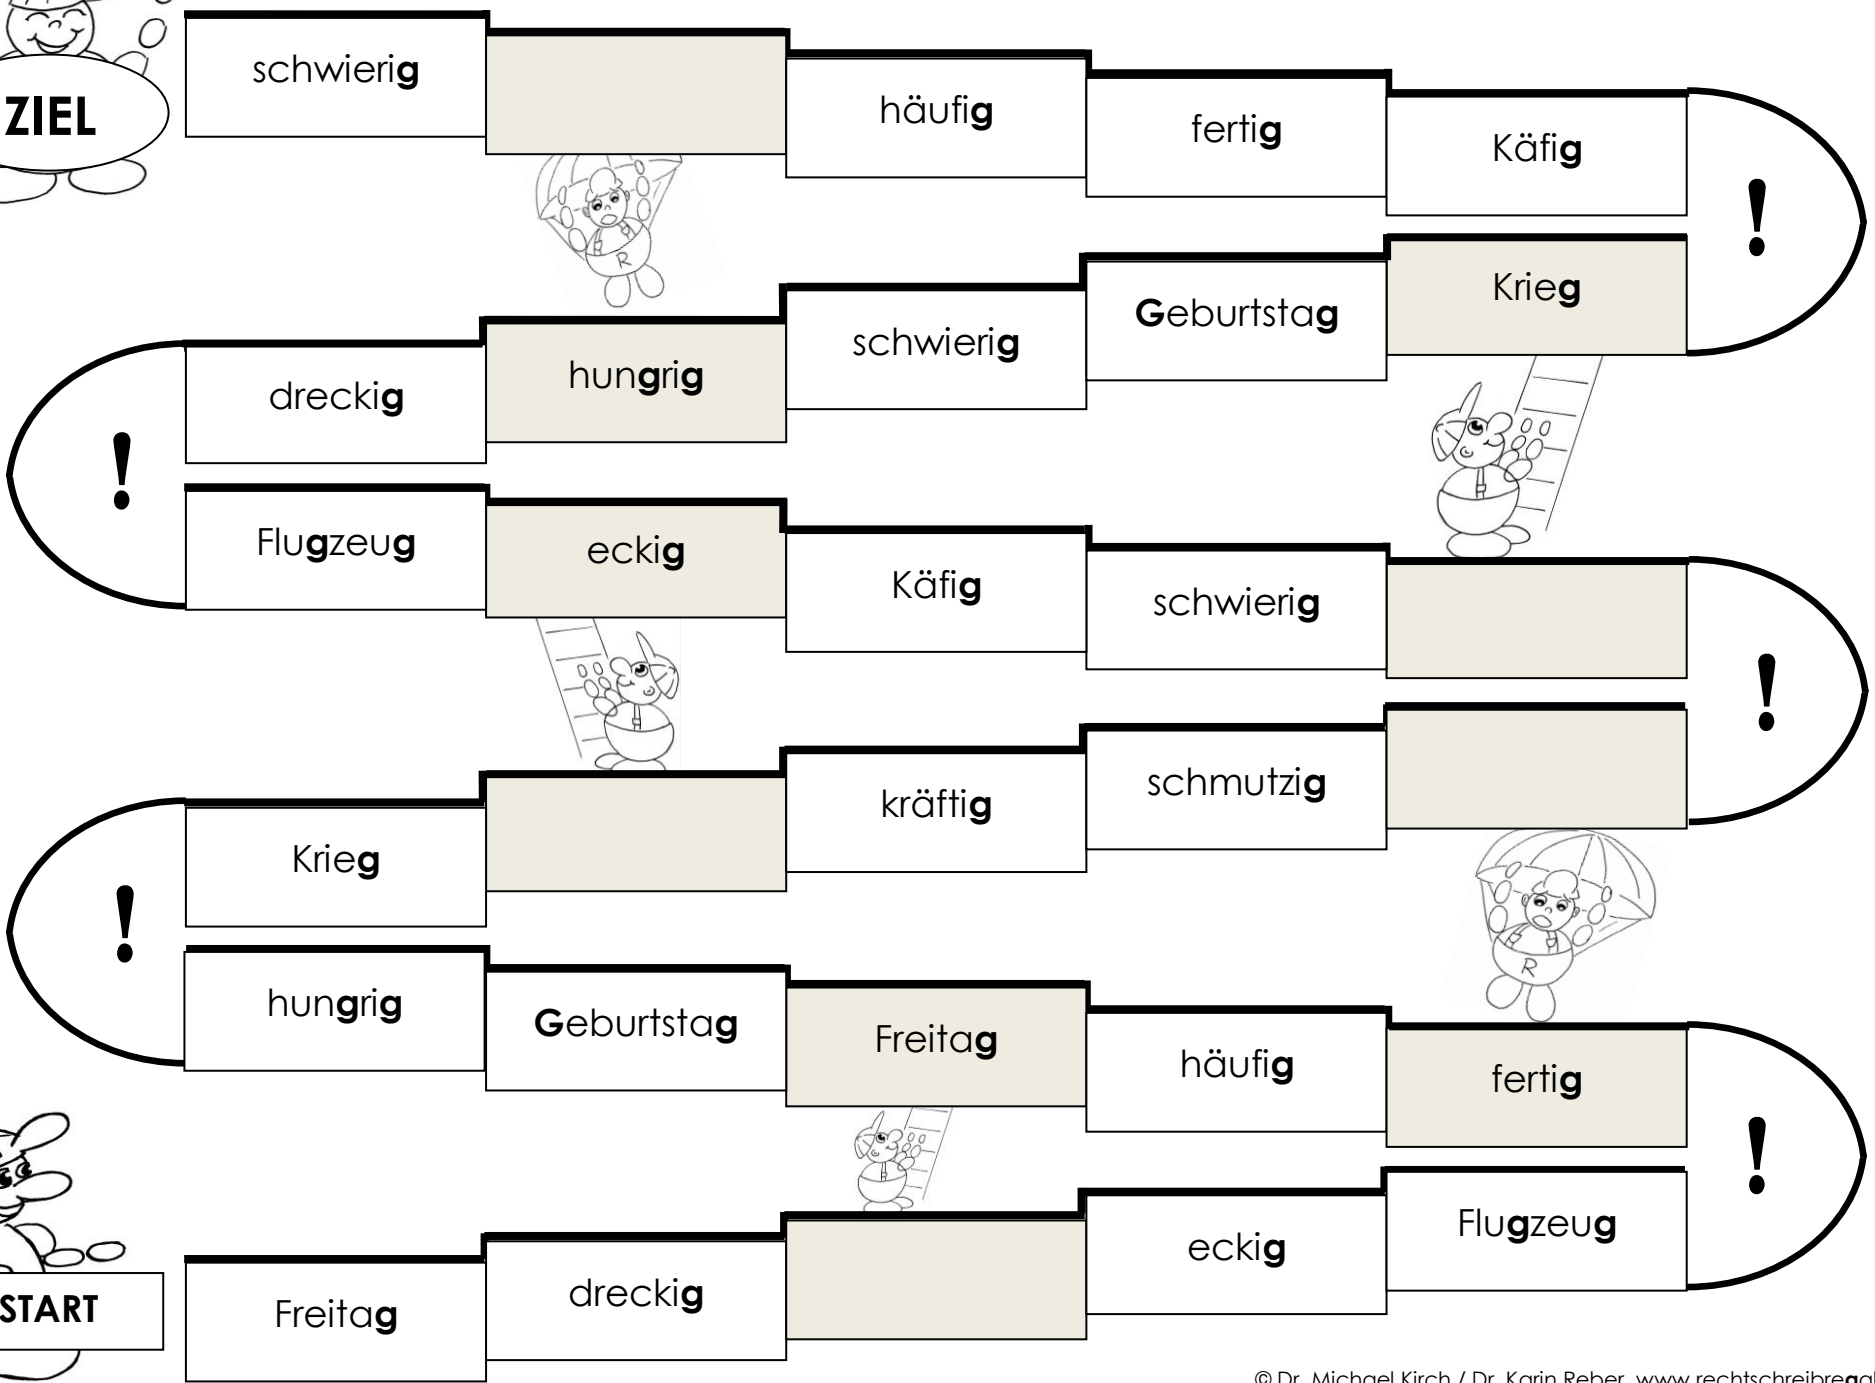 ZIEL
schwierig
häufig
fertig
Käfig
!
dreckig
hungrig
schwierig
Geburtstag
Krieg
R
!
Flugzeug
eckig
Käfig
schwierig
!
Krieg
kräftig
schmutzig
!
hungrig
Geburtstag
Freitag
häufig
fertig
R
!
START
Freitag
dreckig
eckig
Flugzeug
© Dr. Michael Kirch / Dr. Karin Reber,